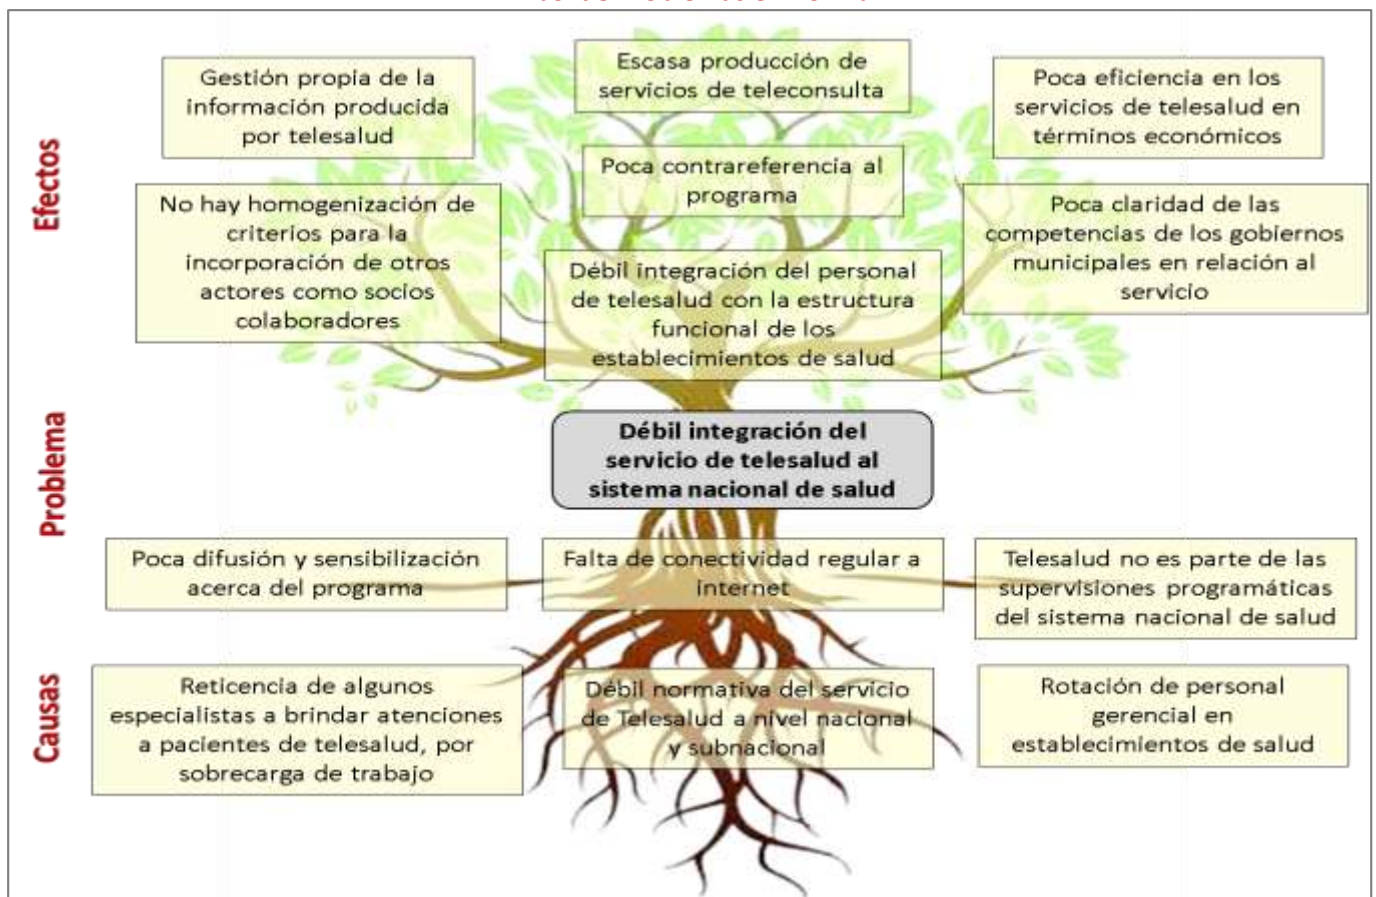 Efectos
Gestión propia de la
información producida
por telesalud
Escasa producción de
servicios de teleconsulta
Poca eficiencia en los
servicios de telesalud en
términos económicos
Poca contrareferencia al
programa
No hay homogenización de
criterios para la
incorporación de otros
actores como socios
colaboradores
Débil integración del personal
de telesalud con la estructura
funcional de los
establecimientos de salud
Poca claridad de las
competencias de los gobiernos
municipales en relación al
servicio
Problema
Débil integración del
servicio de telesalud al
sistema nacional de salud
Poca difusión y sensibilización
acerca del programa
Falta de conectividad regular a
internet
Telesalud no es parte de las
supervisiones programáticas
del sistema nacional de salud
Causas
Reticencia de algunos
especialistas a brindar atenciones
a pacientes de telesalud, por
sobrecarga de trabajo
Débil normativa del servicio
de Telesalud a nivel nacional
y subnacional
Rotación de personal
gerencial en
establecimientos de salud